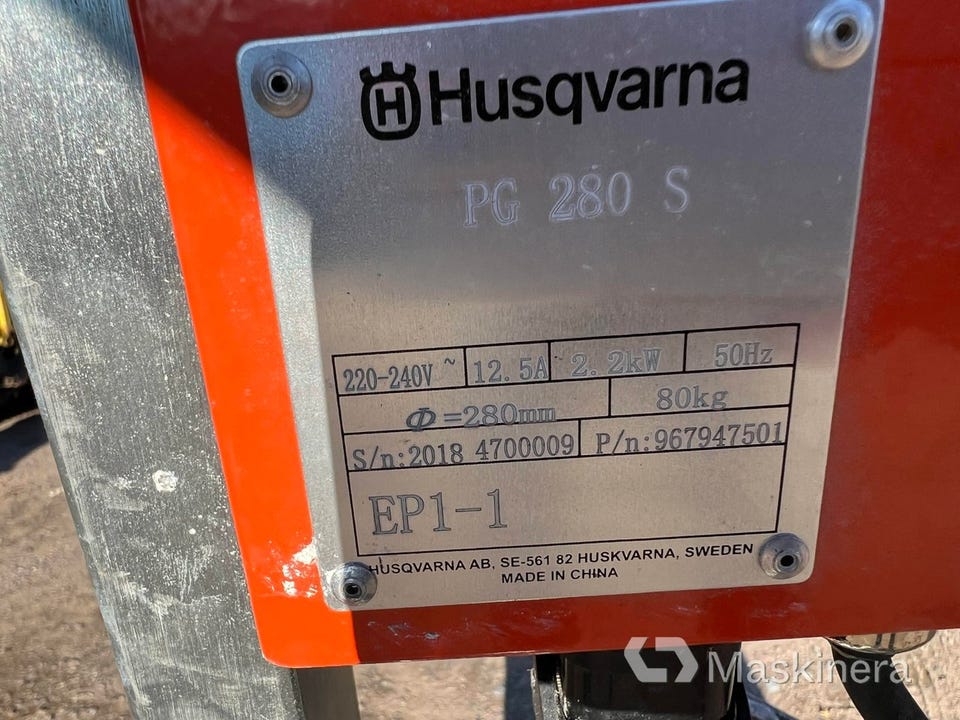 Husqvarna
PG 280 S
220-240V ~ 12.5A 2.2kW 50Hz
Φ=280mm 80kg
S/n:2018 4700009 P/n:967947501
EP1-1
HUSQVARNA AB, SE-561 82 HUSKVARNA, SWEDEN
MADE IN CHINA
Maskinera